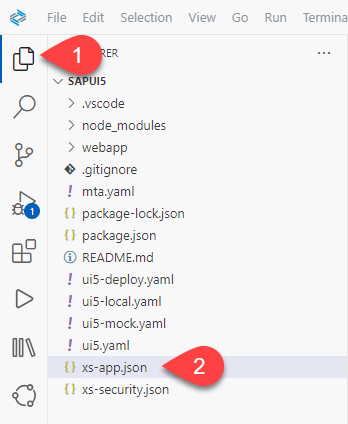 File Edit Selection View Go Run Termina
1 RER ...
SAPUI5
.vscode
node_modules
webapp
.gitignore
mta.yaml
package-lock.json
package.json
README.md
1 ui5-deploy.yaml
ui5-local.yaml
ui5-mock.yaml
ui5.yaml
xs-app.json 2
xs-security.json